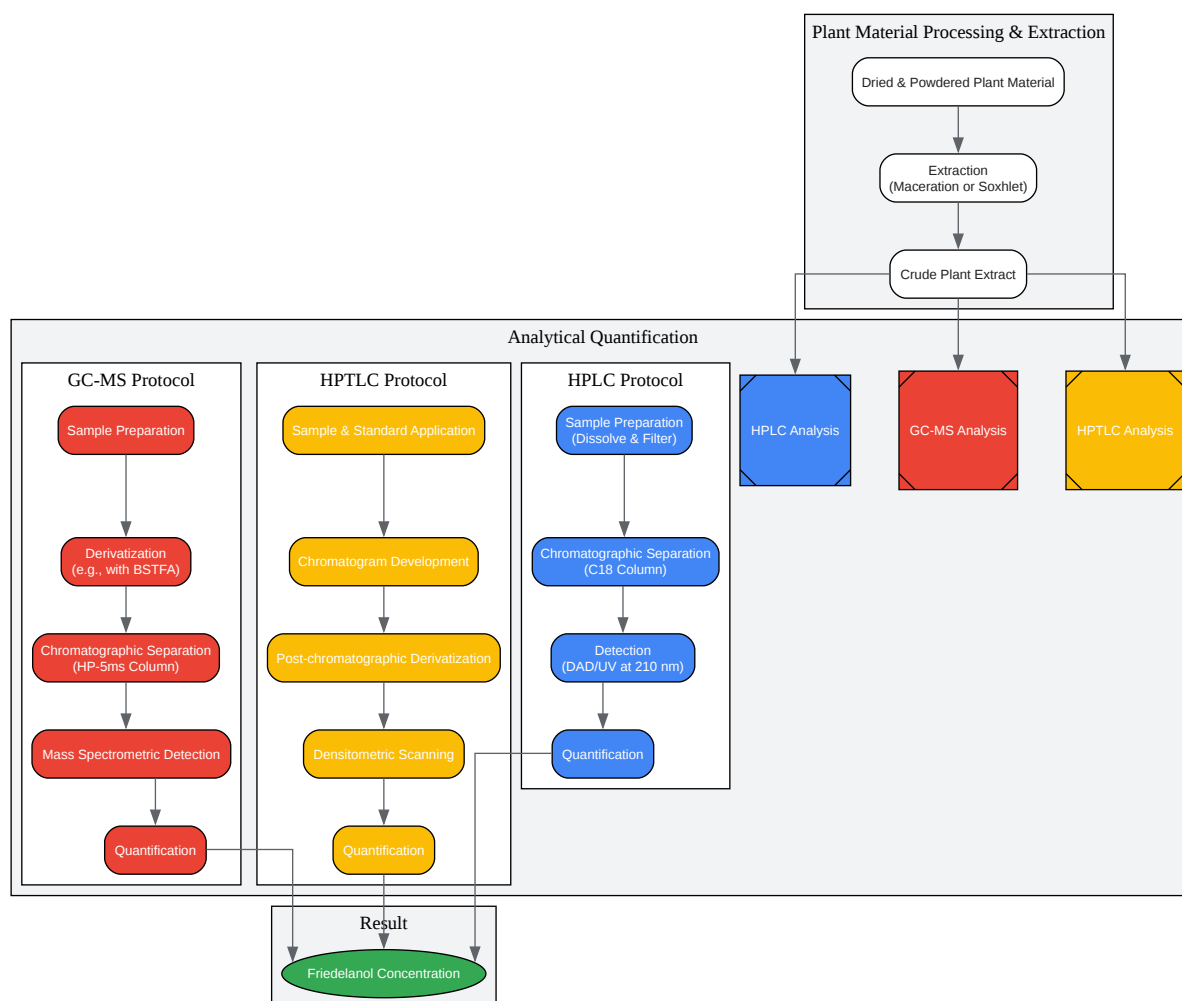 Plant Material Processing & Extraction
Dried & Powdered Plant Material
Extraction
(Maceration or Soxhlet)
Crude Plant Extract
Analytical Quantification
GC-MS Protocol
Sample Preparation
Derivatization
(e.g., with BSTFA)
Chromatographic Separation
(HP-5ms Column)
Mass Spectrometric Detection
Quantification
HPTLC Protocol
Sample & Standard Application
Chromatogram Development
Post-chromatographic Derivatization
Densitometric Scanning
Quantification
HPLC Protocol
Sample Preparation
(Dissolve & Filter)
Chromatographic Separation
(C18 Column)
Detection
(DAD/UV at 210 nm)
Quantification
HPLC Analysis
GC-MS Analysis
HPTLC Analysis
Result
Friedelanol Concentration